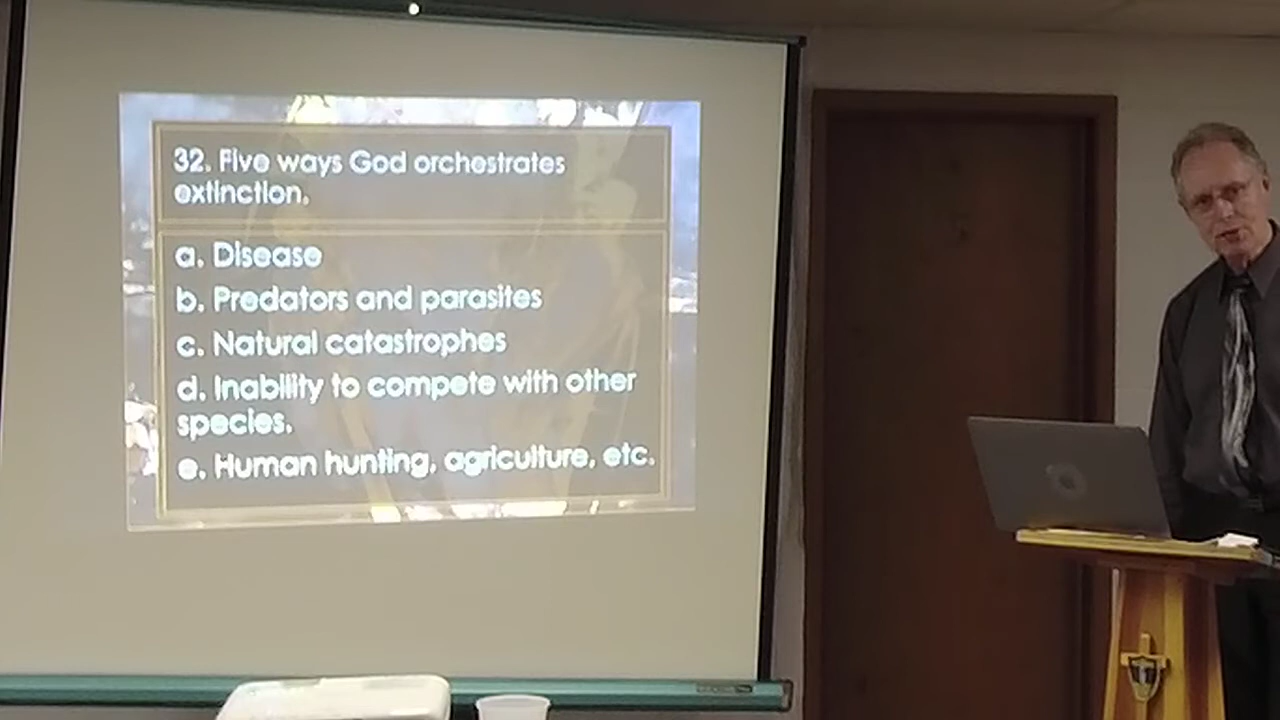 32. Five ways God orchestrates
extinction.
a. Disease
b. Predators and parasites
c. Natural catastrophes
d. Inability to compete with other
species.
e. Human hunting, agriculture, etc.